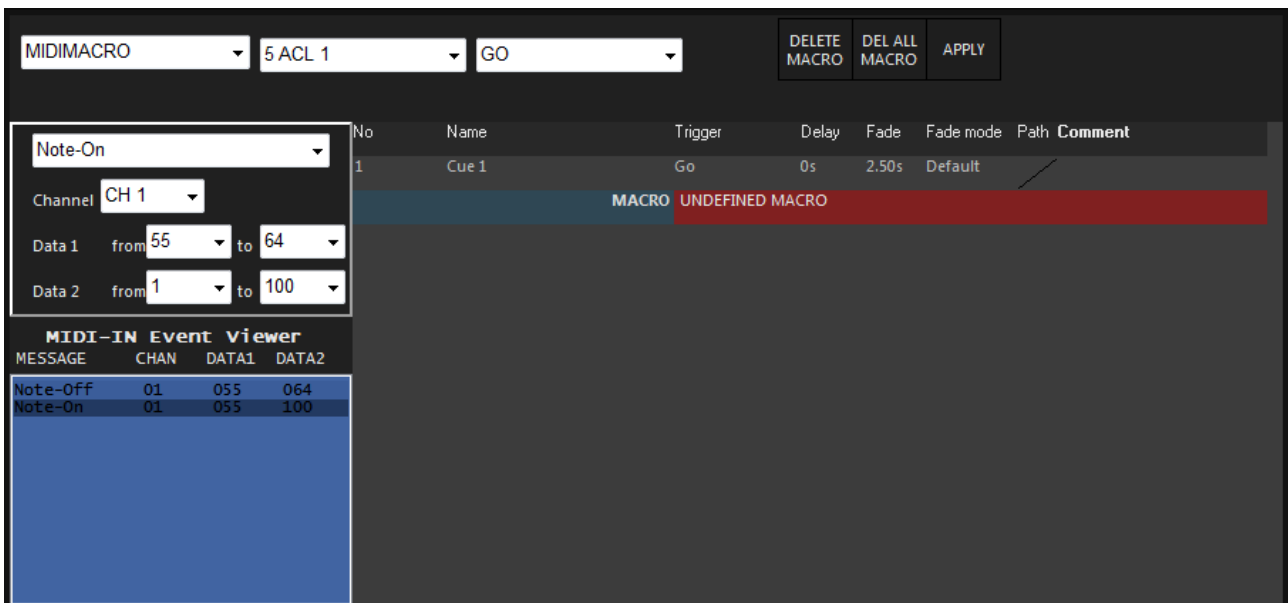 MIDIMACRO 5 ACL 1 GO DELETE MACRO DEL ALL MACRO APPLY
No Name Trigger Delay Fade Fade mode Path Comment
1 Cue 1 Go 0s 2.50s Default
MACRO UNDEFINED MACRO
Note-On
Channel CH 1
Data 1 from 55 to 64
Data 2 from 1 to 100
MIDI-IN Event Viewer
MESSAGE CHAN DATA1 DATA2
Note-Off 01 055 064
Note-On 01 055 100